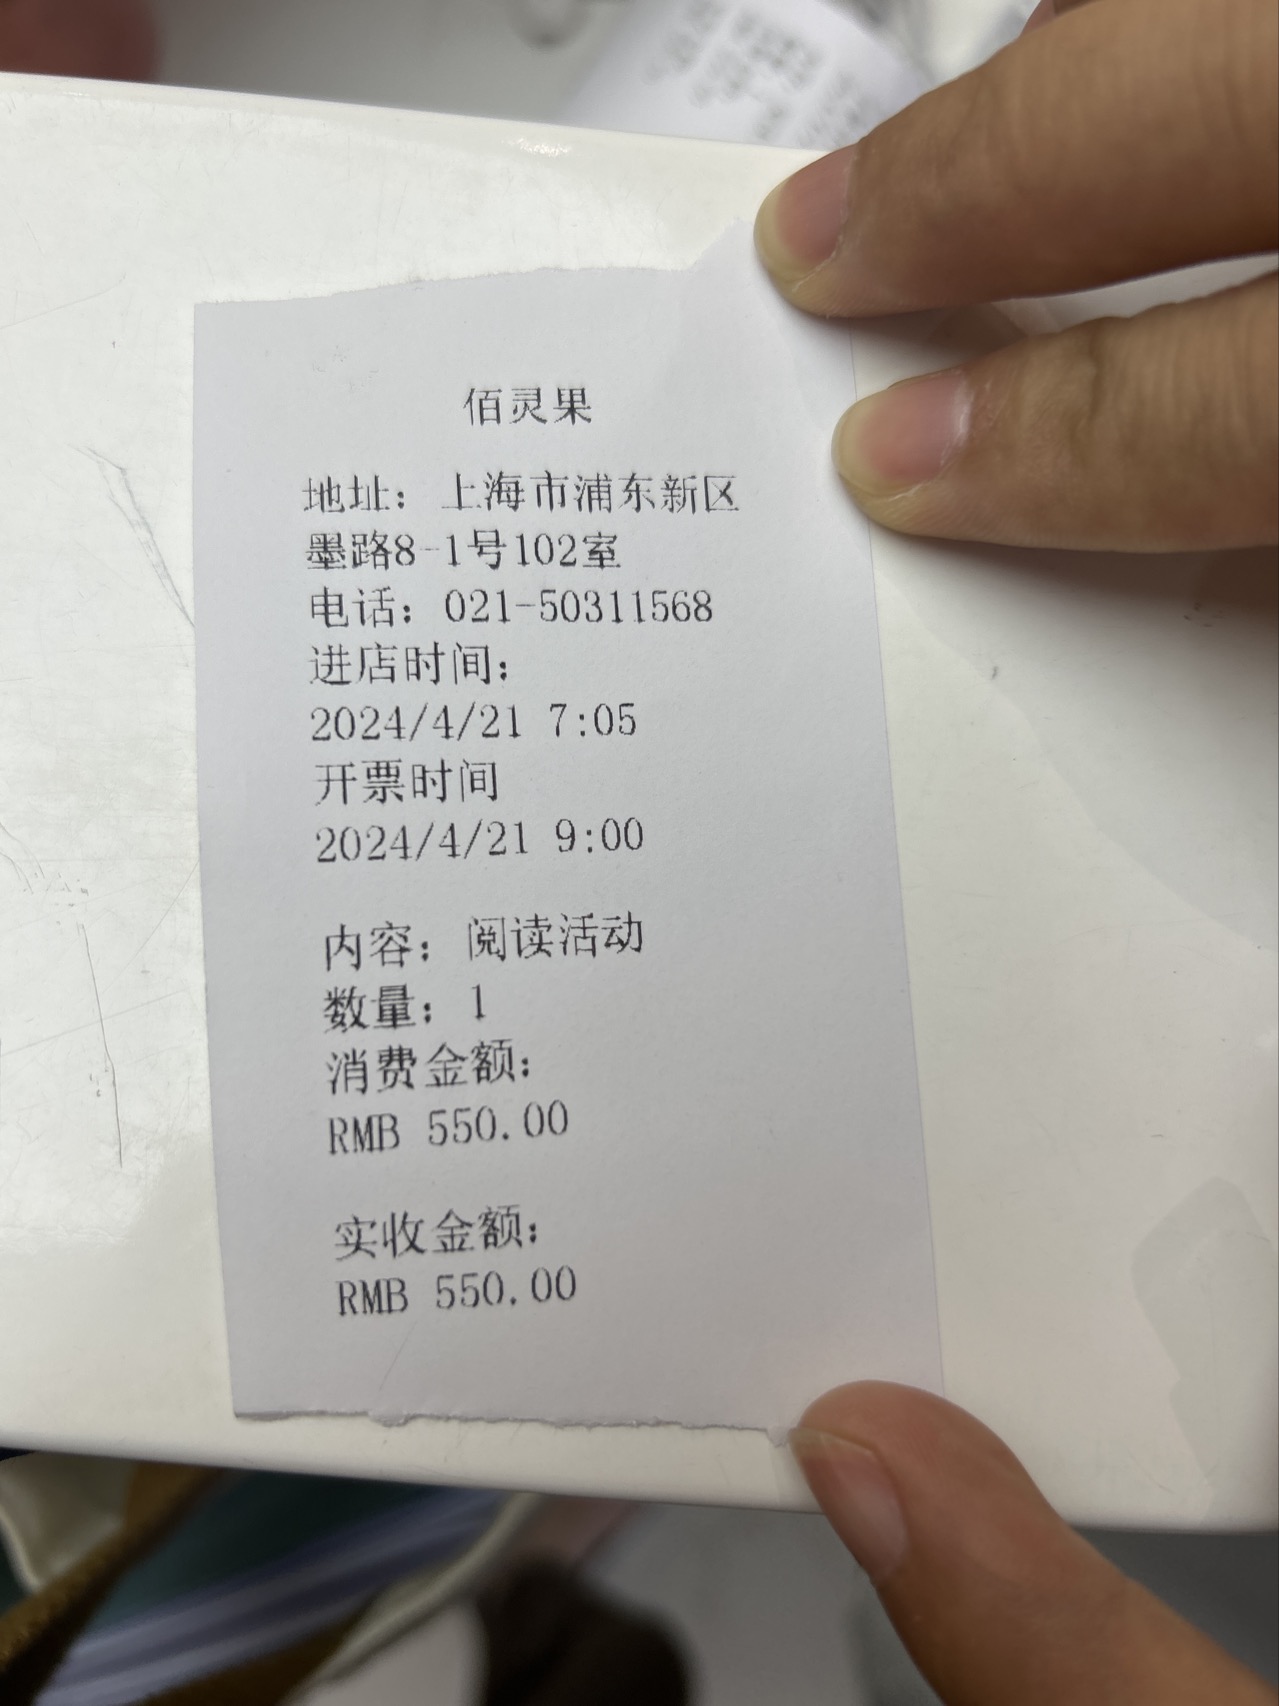 佰灵果
地址：上海市浦东新区
墨路8-1号102室
电话：021-50311568
进店时间：
2024/4/21 7:05
开票时间
2024/4/21 9:00
内容：阅读活动
数量：1
消费金额：
RMB 550.00
实收金额：
RMB 550.00